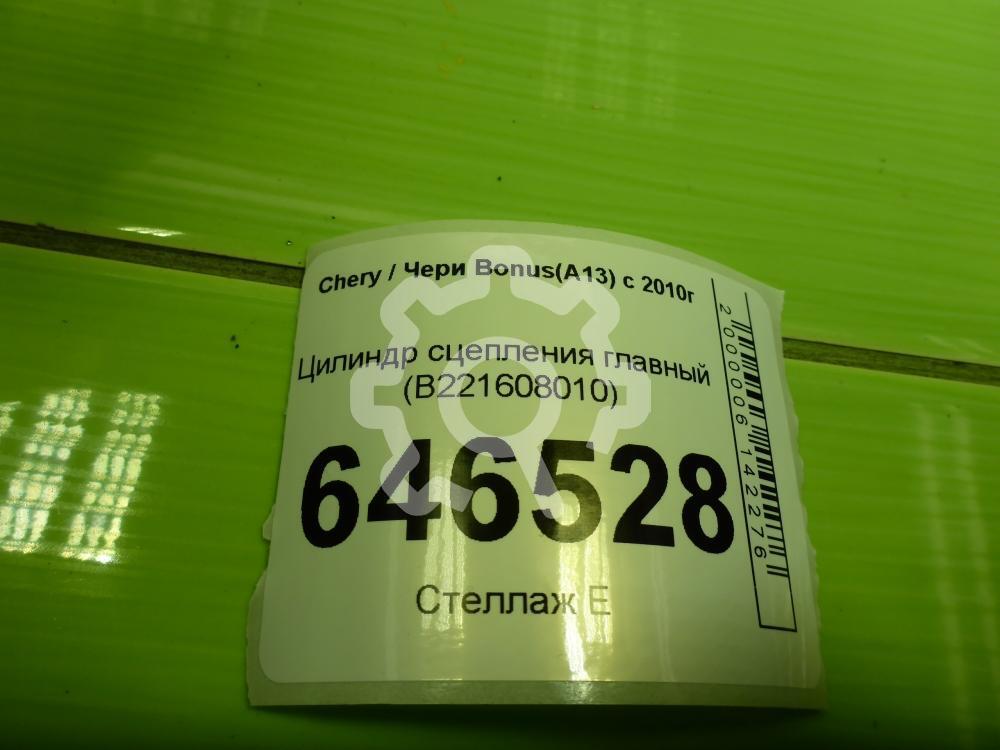 Chery / Чери Bonus(A13) с 2010г
Цилиндр сцепления главный
(B221608010)
646528
Стеллаж Е
2000006142276